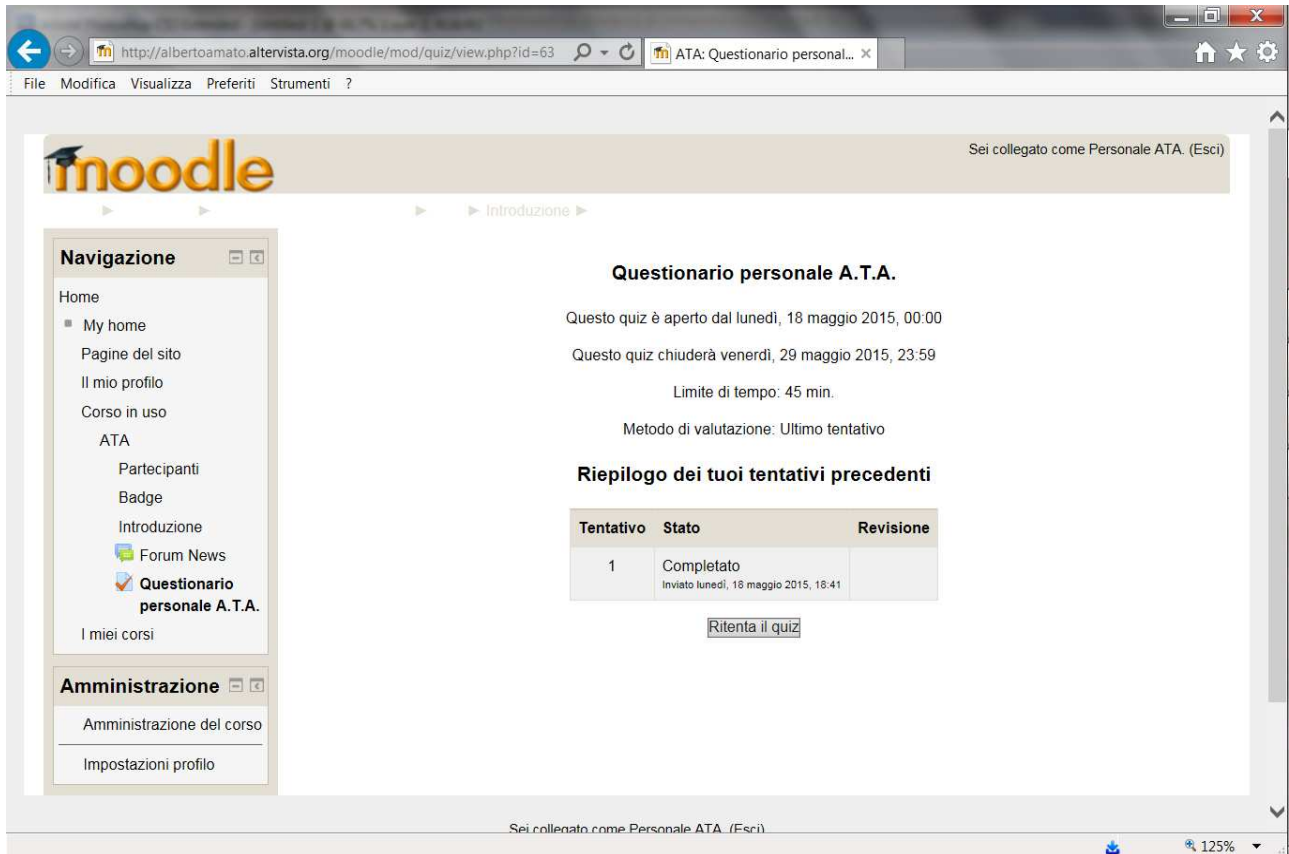 http://albertoamato.altervista.org/moodle/mod/quiz/view.php?id=63
ATA: Questionario personal...
File Modifica Visualizza Preferiti Strumenti ?
moodle
Sei collegato come Personale ATA. (Esci)
► ► ► ► Introduzione ►
Navigazione
Home
My home
Pagine del sito
Il mio profilo
Corso in uso
ATA
Partecipanti
Badge
Introduzione
Forum News
Questionario
personale A.T.A.
I miei corsi
Amministrazione
Amministrazione del corso
Impostazioni profilo
Questionario personale A.T.A.
Questo quiz è aperto dal lunedì, 18 maggio 2015, 00:00
Questo quiz chiuderà venerdì, 29 maggio 2015, 23:59
Limite di tempo: 45 min.
Metodo di valutazione: Ultimo tentativo
Riepilogo dei tuoi tentativi precedenti
Tentativo Stato Revisione
1 Completato
Inviato lunedì, 18 maggio 2015, 18:41
Ritenta il quiz
Sei collegato come Personale ATA. (Esci)
125%